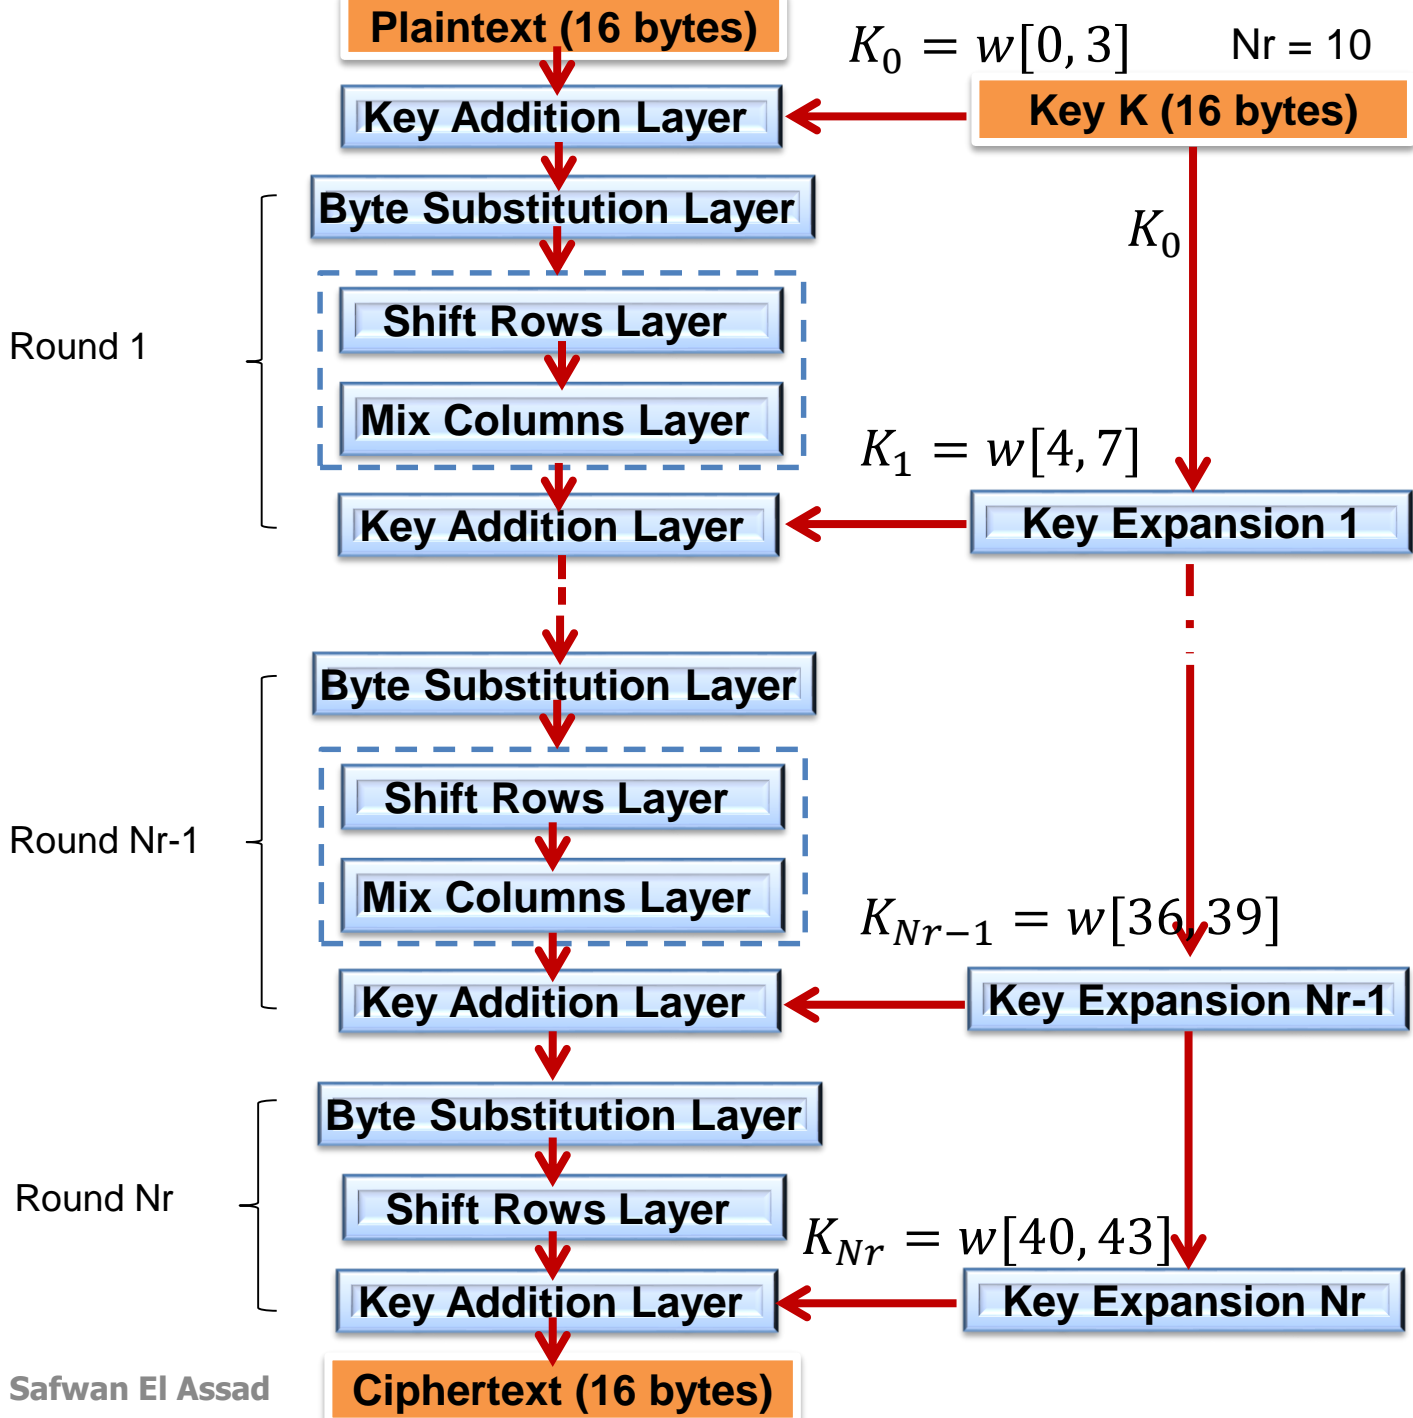 Plaintext (16 bytes)
K₀ = w[0, 3]
Nr = 10
Key Addition Layer
Key K (16 bytes)
Byte Substitution Layer
K₀
Shift Rows Layer
Round 1
Mix Columns Layer
K₁ = w[4, 7]
Key Addition Layer
Key Expansion 1
Byte Substitution Layer
Shift Rows Layer
Round Nr-1
Mix Columns Layer
K_{Nr−1} = w[36, 39]
Key Addition Layer
Key Expansion Nr-1
Byte Substitution Layer
Round Nr
Shift Rows Layer
K_{Nr} = w[40, 43]
Key Addition Layer
Key Expansion Nr
Safwan El Assad
Ciphertext (16 bytes)